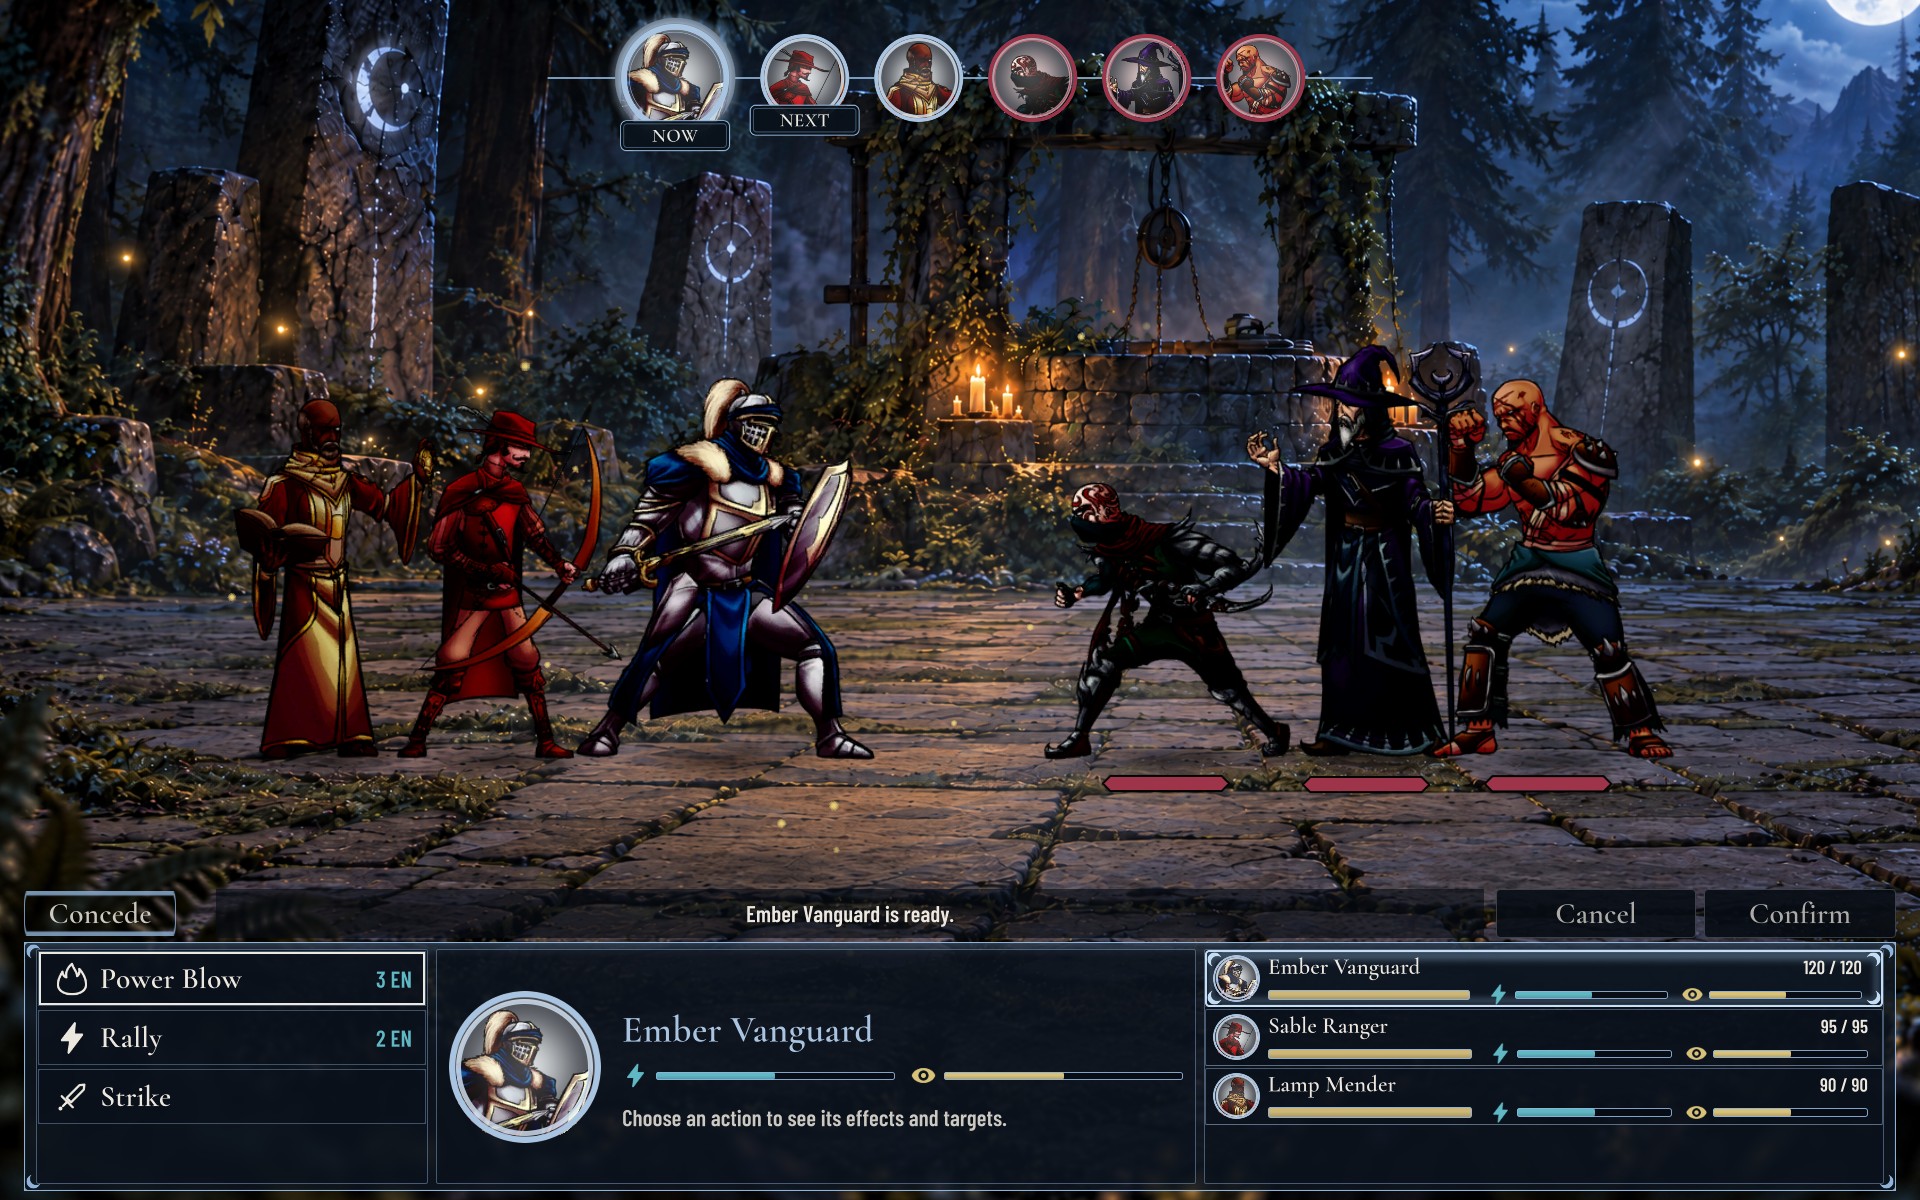 NOW
NEXT
Concede
Ember Vanguard is ready.
Cancel
Confirm
Power Blow 3 EN
Rally 2 EN
Strike
Ember Vanguard
Choose an action to see its effects and targets.
Ember Vanguard 120 / 120
Sable Ranger 95 / 95
Lamp Mender 90 / 90